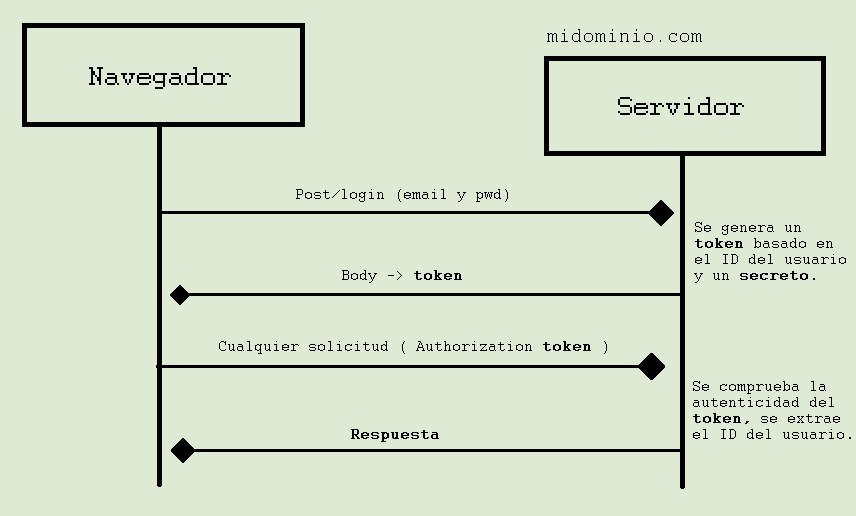 midominio.com
Navegador
Servidor
Post/login (email y pwd)
Se genera un
token basado en
el ID del usuario
y un secreto.
Body -> token
Cualquier solicitud ( Authorization token )
Se comprueba la
autenticidad del
token, se extrae
el ID del usuario.
Respuesta